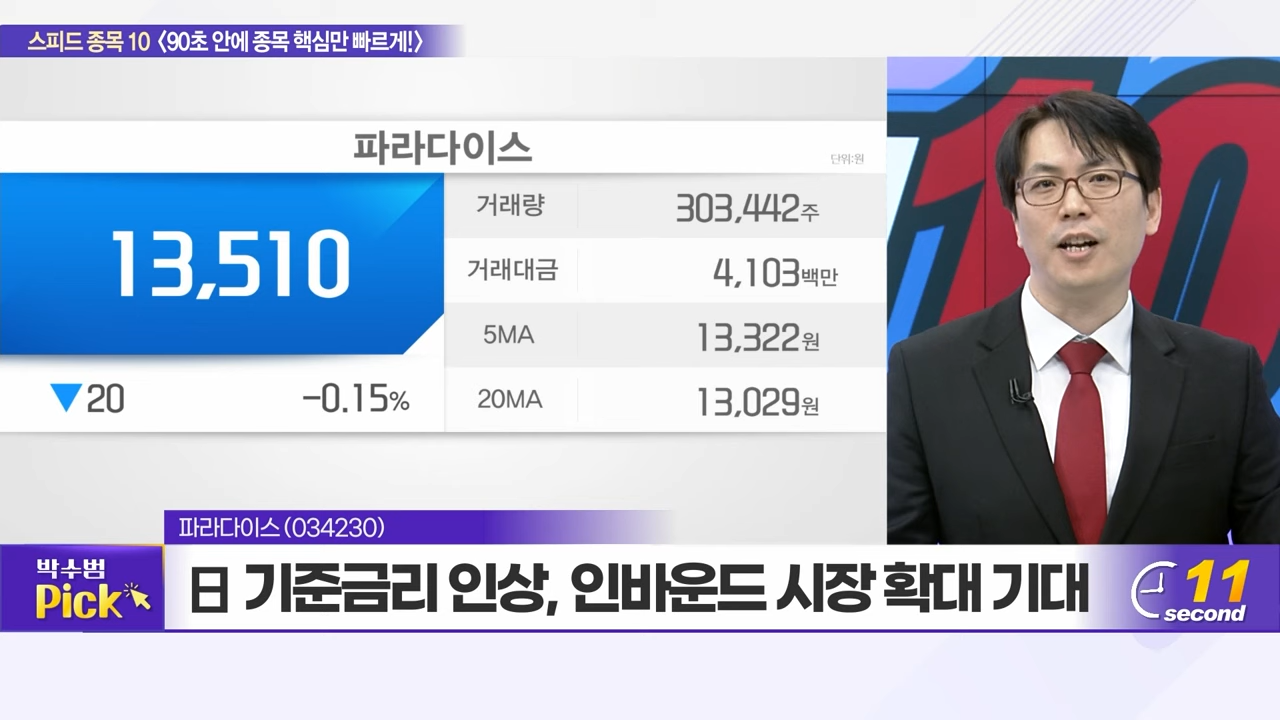 스피드 종목 10 <90초 안에 종목 핵심만 빠르게!>
파라다이스
단위:원
13,510
▼20 -0.15%
거래량 303,442주
거래대금 4,103백만
5MA 13,322원
20MA 13,029원
10
파라다이스 (034230)
박수범
Pick
日 기준금리 인상, 인바운드 시장 확대 기대
11
second